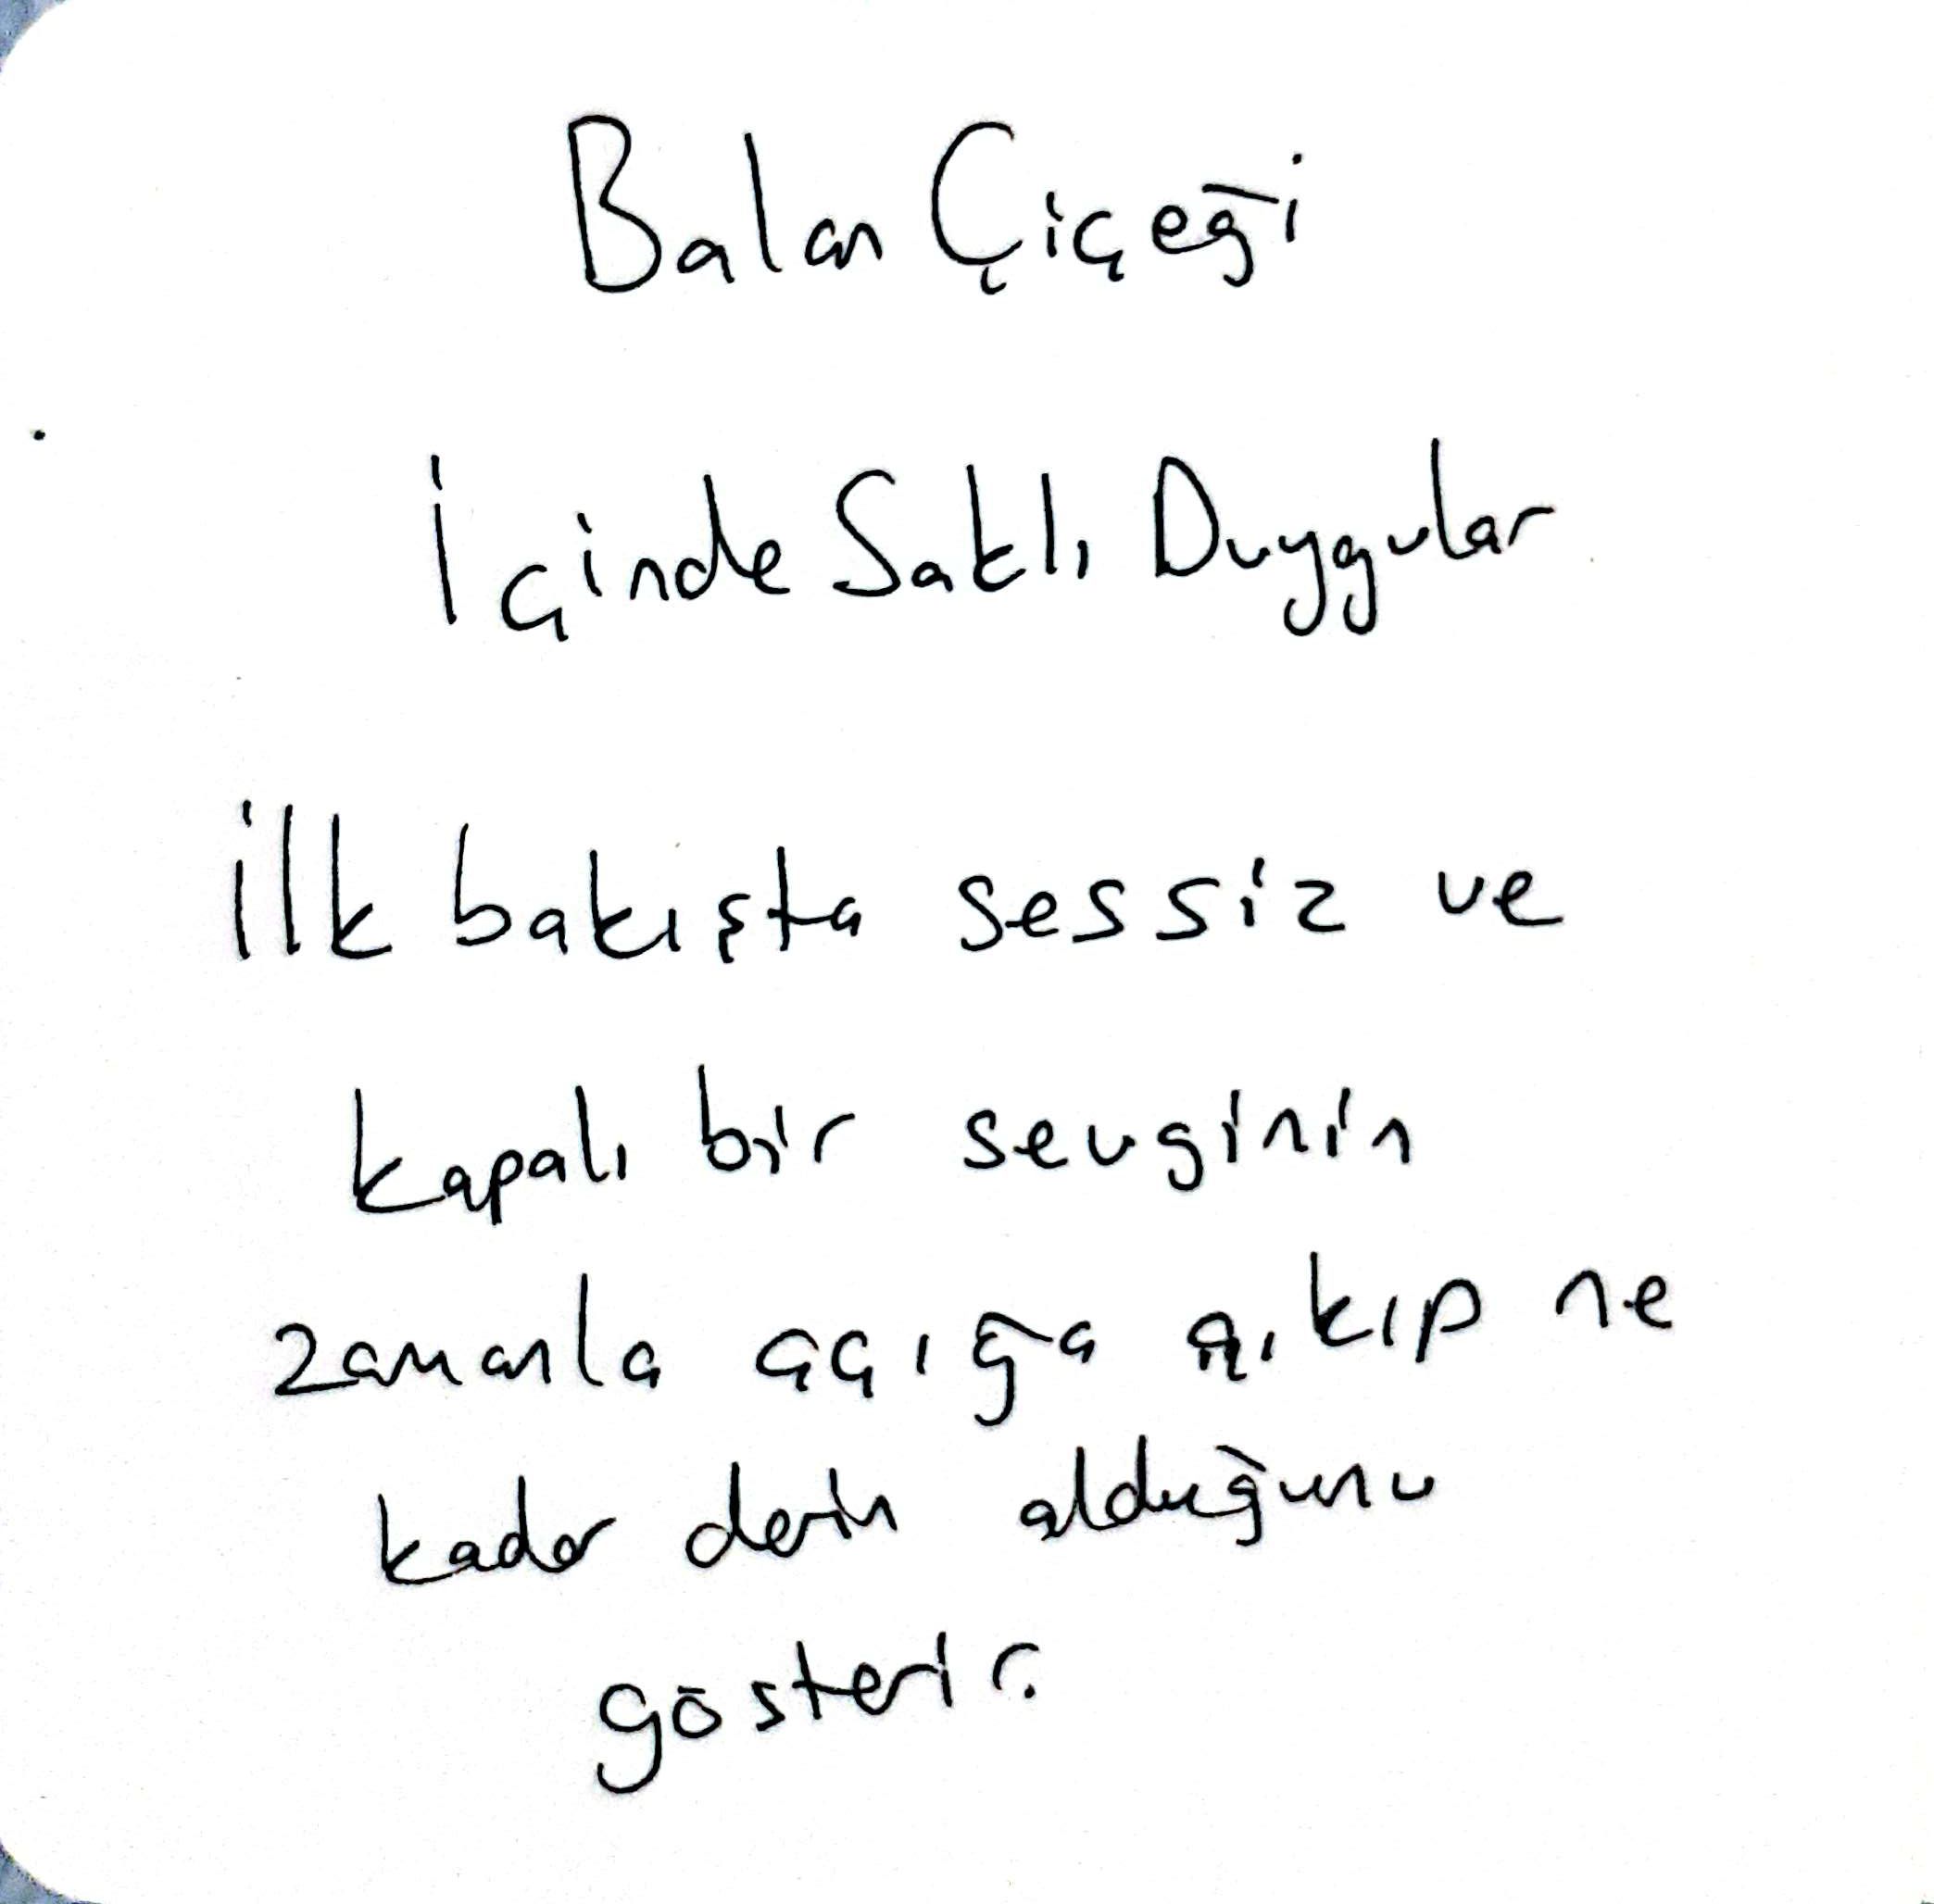 Balon Çiçeği
İçinde Saklı Duygular
ilk bakışta sessiz ve
kapalı bir sevginin
zamanla açığa çıkıp ne
kadar derin olduğunu
gösterir.